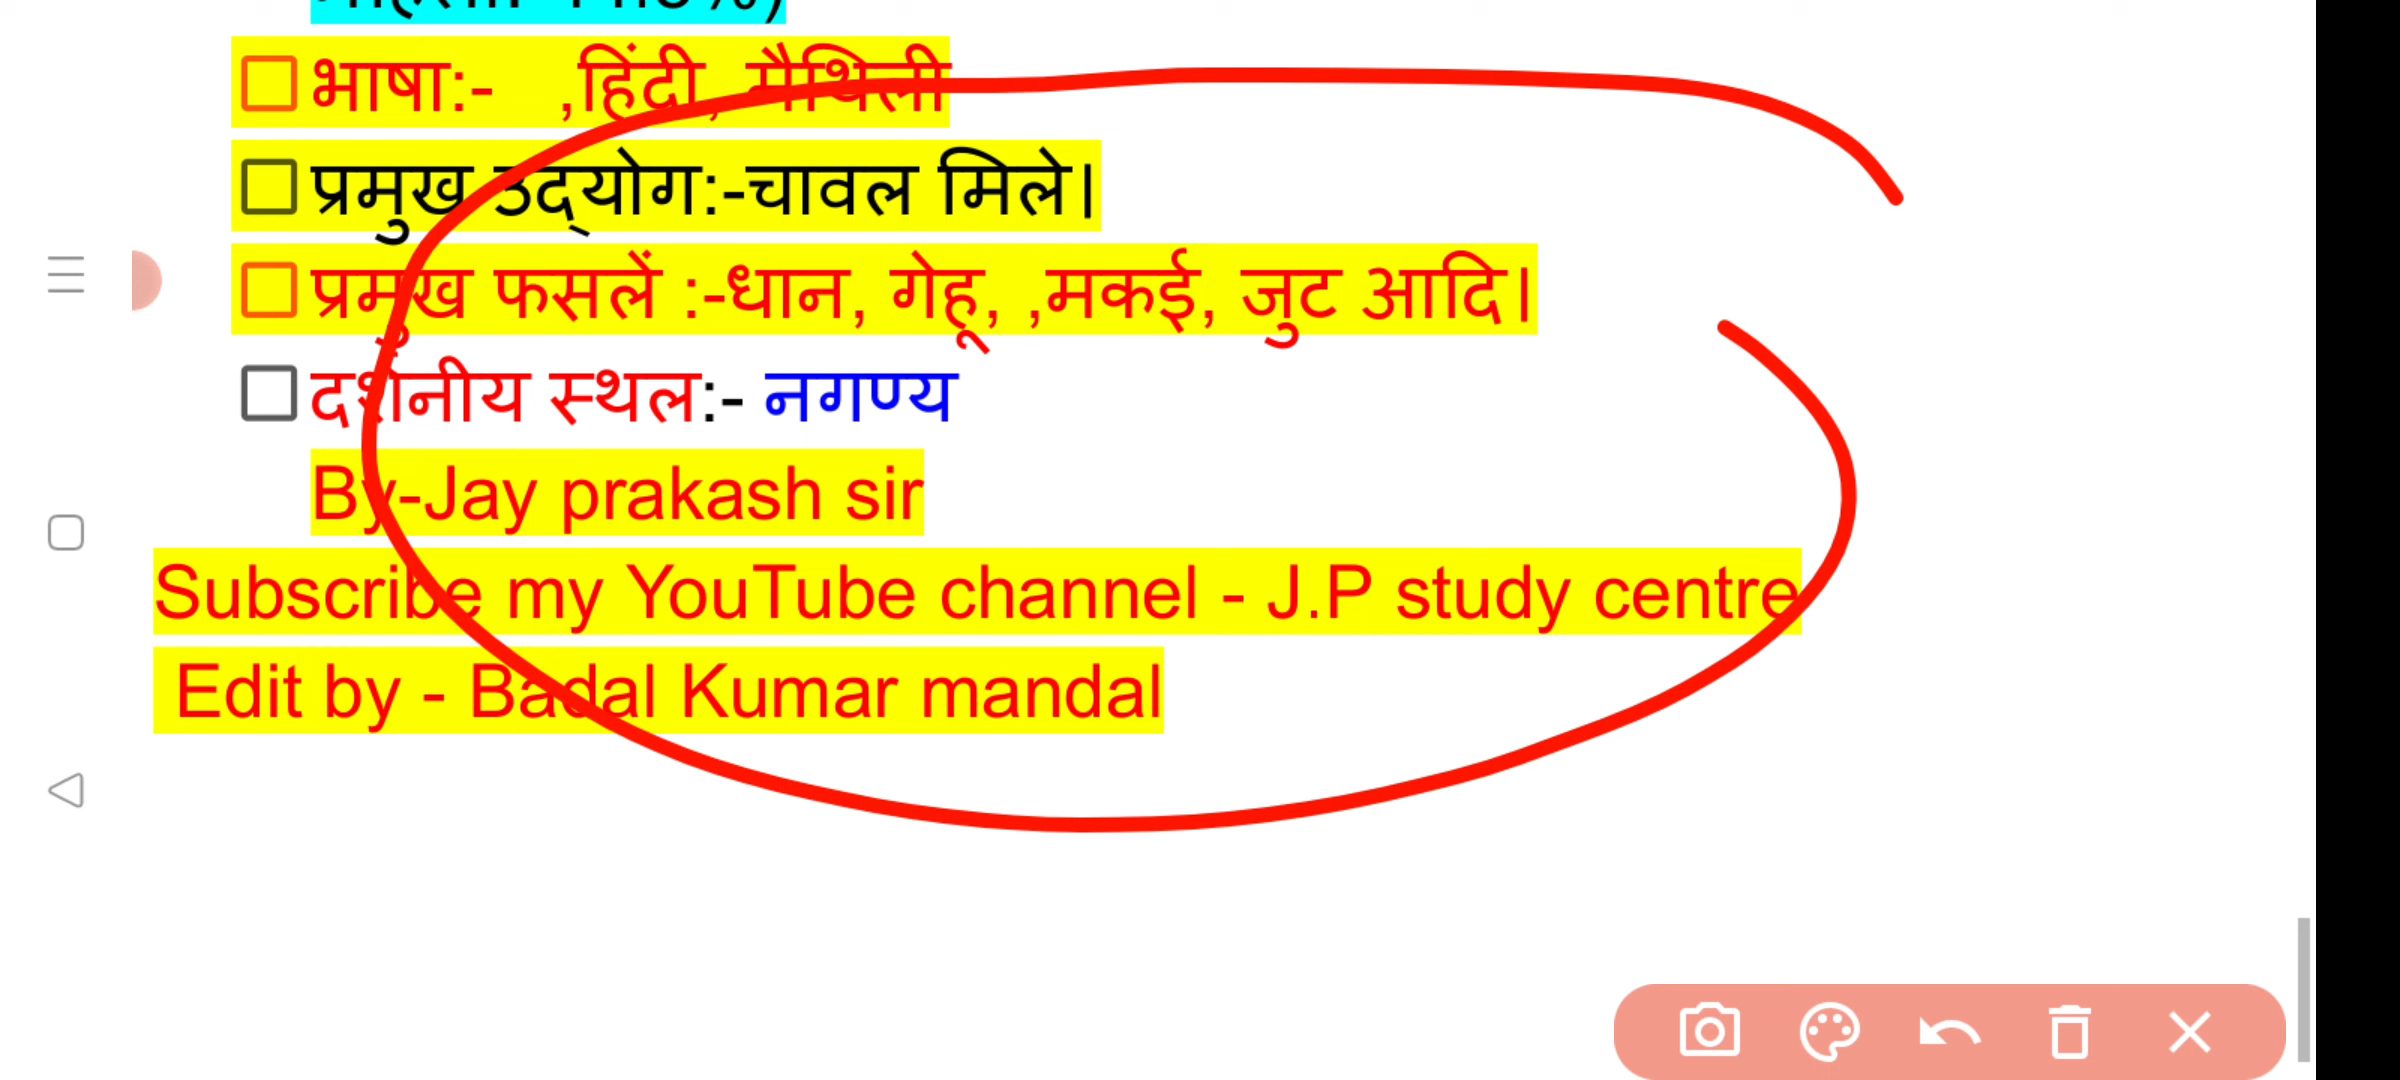 ☐ भाषा:- ,हिंदी, मैथिली
☐ प्रमुख उद्योग:-चावल मिले।
☐ प्रमुख फसलें :-धान, गेहू, ,मकई, जुट आदि।
☐ दर्शनीय स्थल:- नगण्य
By-Jay prakash sir
Subscribe my YouTube channel - J.P study centre
Edit by - Badal Kumar mandal